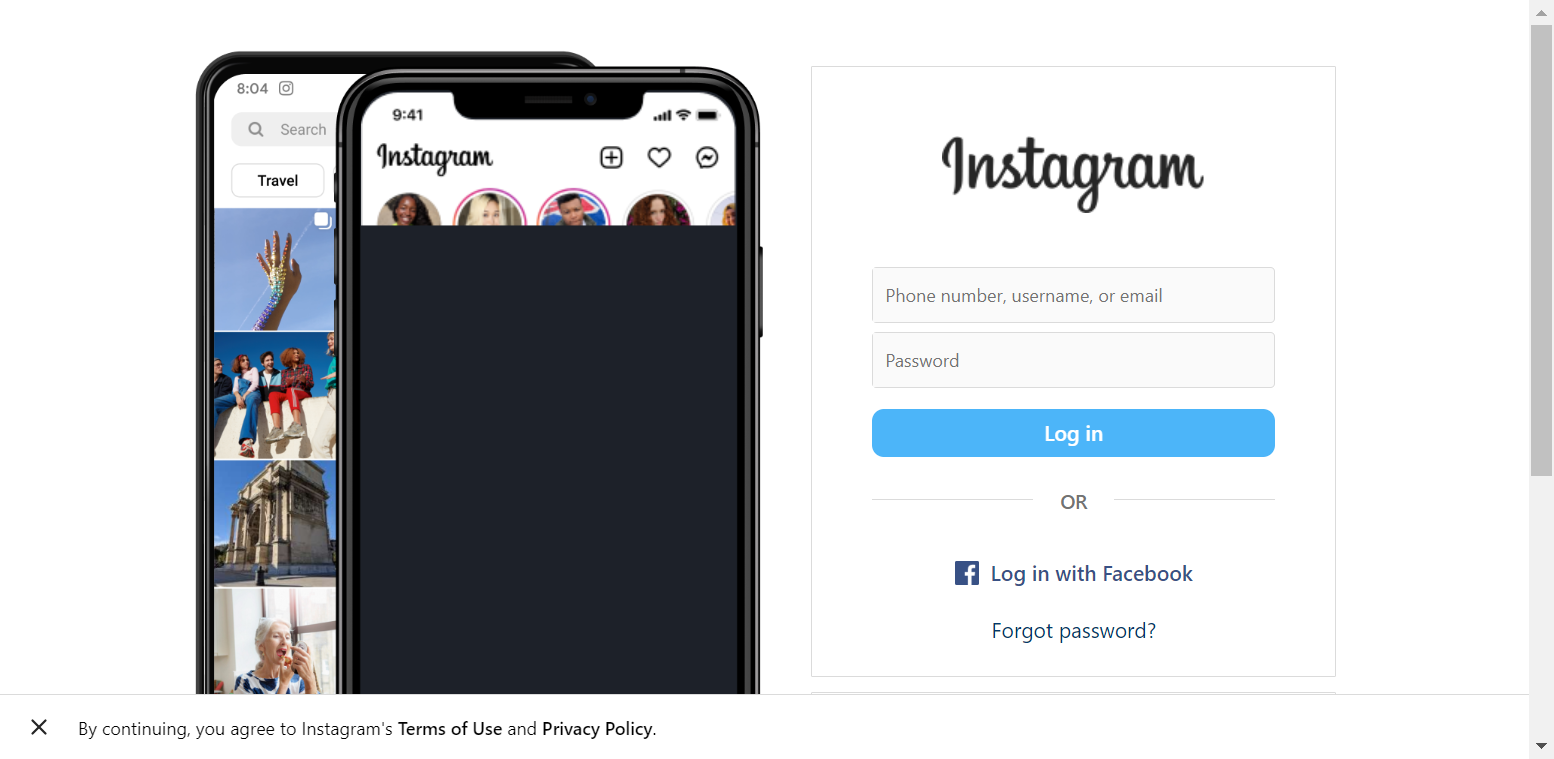 8:04
Search
Travel
9:41
Instagram
Instagram
Phone number, username, or email
Password
Log in
OR
Log in with Facebook
Forgot password?
By continuing, you agree to Instagram's Terms of Use and Privacy Policy.